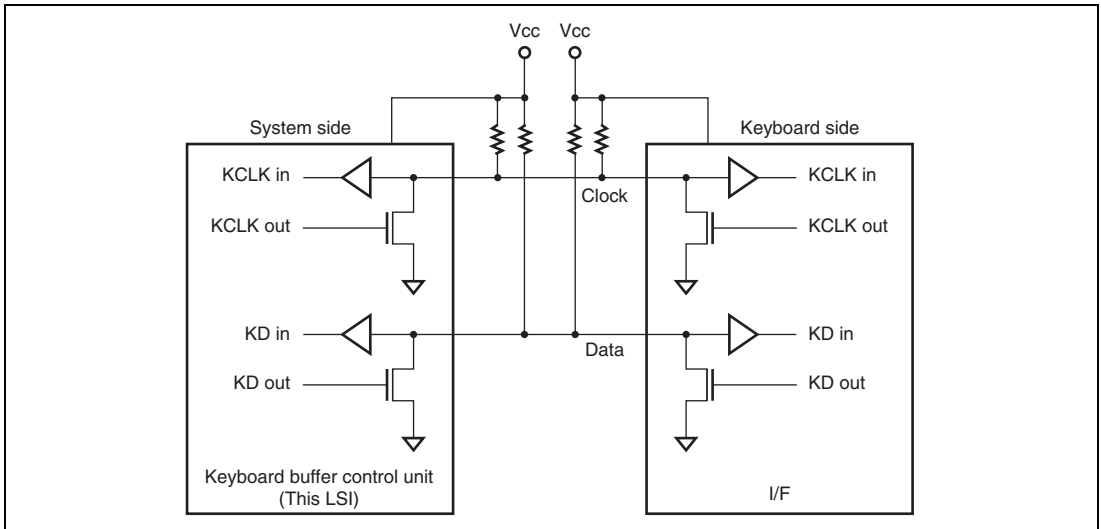 Vcc Vcc
System side
Keyboard side
KCLK in
KCLK in
Clock
KCLK out
KCLK out
KD in
KD in
Data
KD out
KD out
Keyboard buffer control unit
(This LSI)
I/F